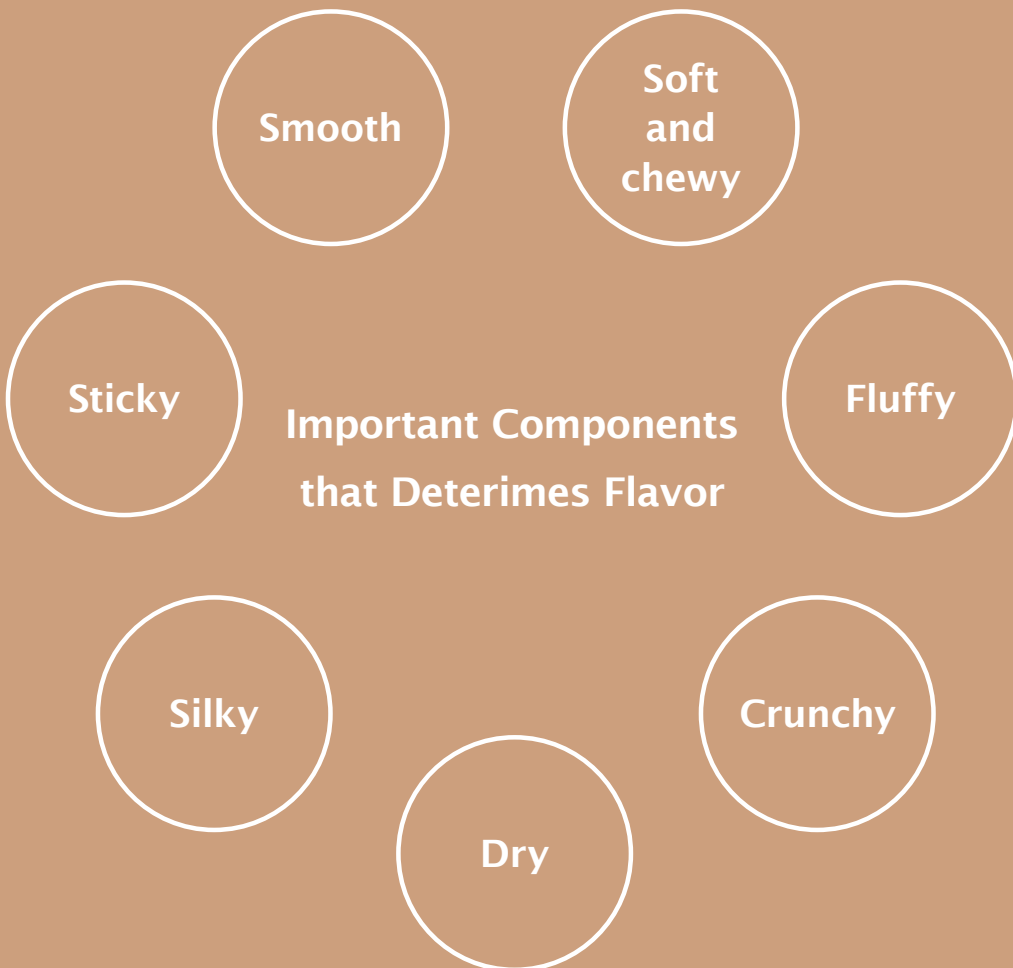 Smooth
Soft
and
chewy
Sticky
Fluffy
Important Components
that Deterimes Flavor
Silky
Crunchy
Dry